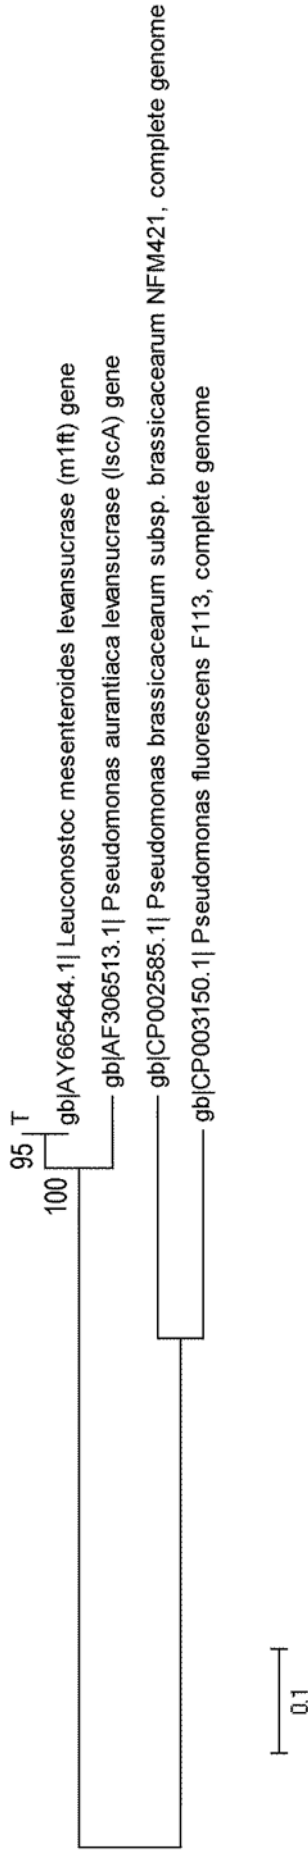 T
95
gb|AY665464.1| Leuconostoc mesenteroides levansucrase (m1ft) gene
100
gb|AF306513.1| Pseudomonas aurantiaca levansucrase (lscA) gene
gb|CP002585.1| Pseudomonas brassicacearum subsp. brassicacearum NFM421, complete genome
gb|CP003150.1| Pseudomonas fluorescens F113, complete genome
0.1